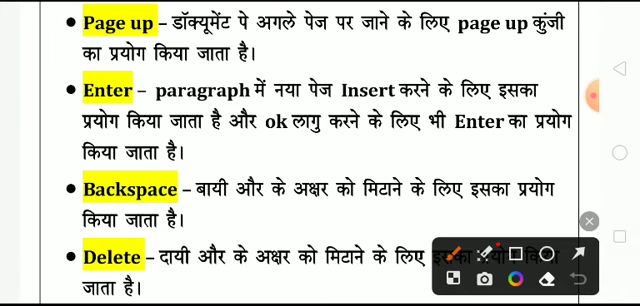 • Page up – डॉक्यूमेंट पे अगले पेज पर जाने के लिए page up कुंजी
का प्रयोग किया जाता है।
• Enter – paragraph में नया पेज Insert करने के लिए इसका
प्रयोग किया जाता है और ok लागु करने के लिए भी Enter का प्रयोग
किया जाता है।
• Backspace – बायी और के अक्षर को मिटाने के लिए इसका प्रयोग
किया जाता है।
• Delete – दायी और के अक्षर को मिटाने के लिए
जाता है।